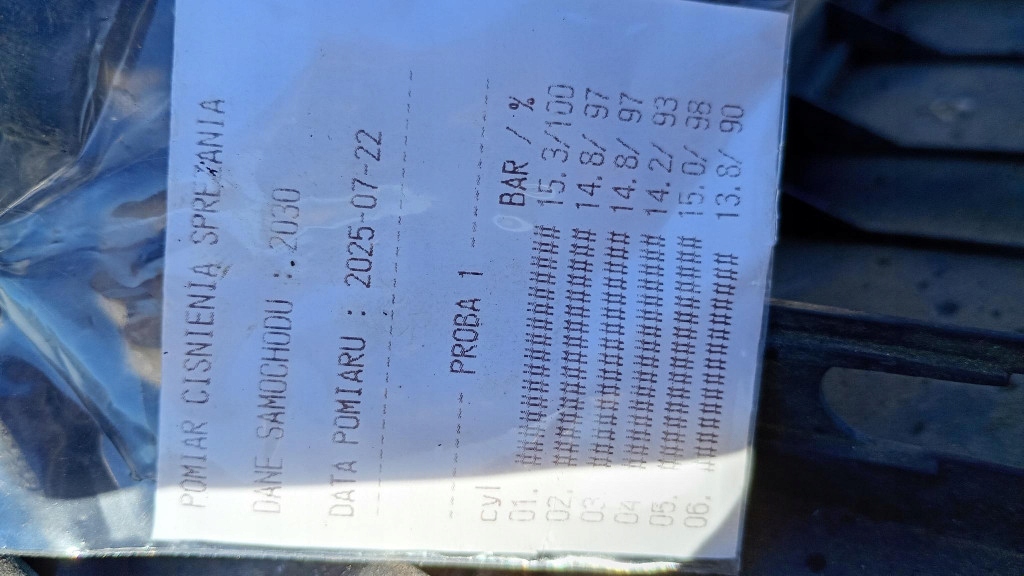 POMIAR CISNIENIA SPREZANIA
DANE SAMOCHODU :.2030
DATA POMIARU : 2025-07-22
----------------------------
------ PROBA 1 -------------
cyl BAR / %
01. ################ 15.3/100
02. ############### 14.8/ 97
03 ############### 14.8/ 97
04 ############### 14.2/ 93
05. ############### 15.0/ 98
06. ############## 13.8/ 90